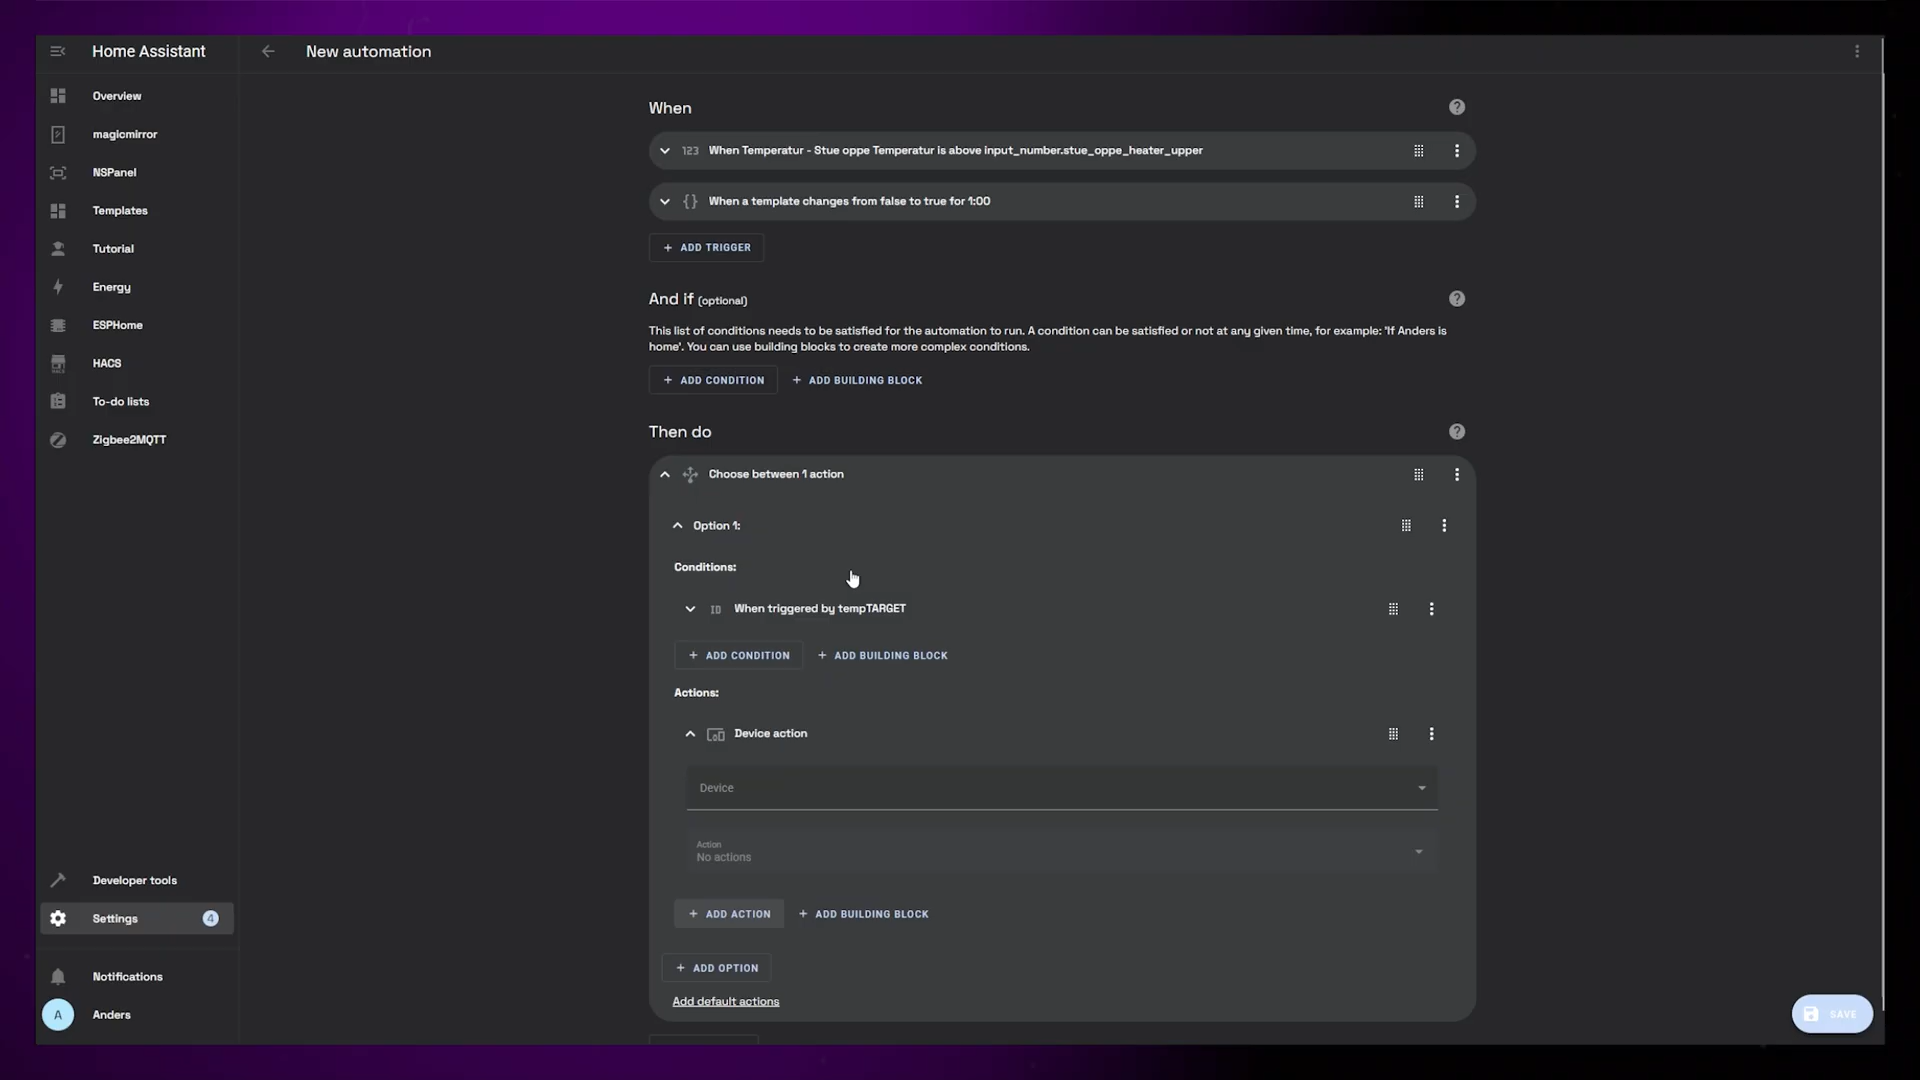 Home Assistant
New automation
Overview
magicmirror
NSPanel
Templates
Tutorial
Energy
ESPHome
HACS
To-do lists
Zigbee2MQTT
Developer tools
Settings
4
Notifications
A
Anders
When
123 When Temperatur - Stue oppe Temperatur is above input_number.stue_oppe_heater_upper
{} When a template changes from false to true for 1:00
+ ADD TRIGGER
And if (optional)
This list of conditions needs to be satisfied for the automation to run. A condition can be satisfied or not at any given time, for example: 'If Anders is
home'. You can use building blocks to create more complex conditions.
+ ADD CONDITION + ADD BUILDING BLOCK
Then do
Choose between 1 action
Option 1:
Conditions:
ID When triggered by tempTARGET
+ ADD CONDITION + ADD BUILDING BLOCK
Actions:
Device action
Device
Action
No actions
+ ADD ACTION + ADD BUILDING BLOCK
+ ADD OPTION
Add default actions
SAVE